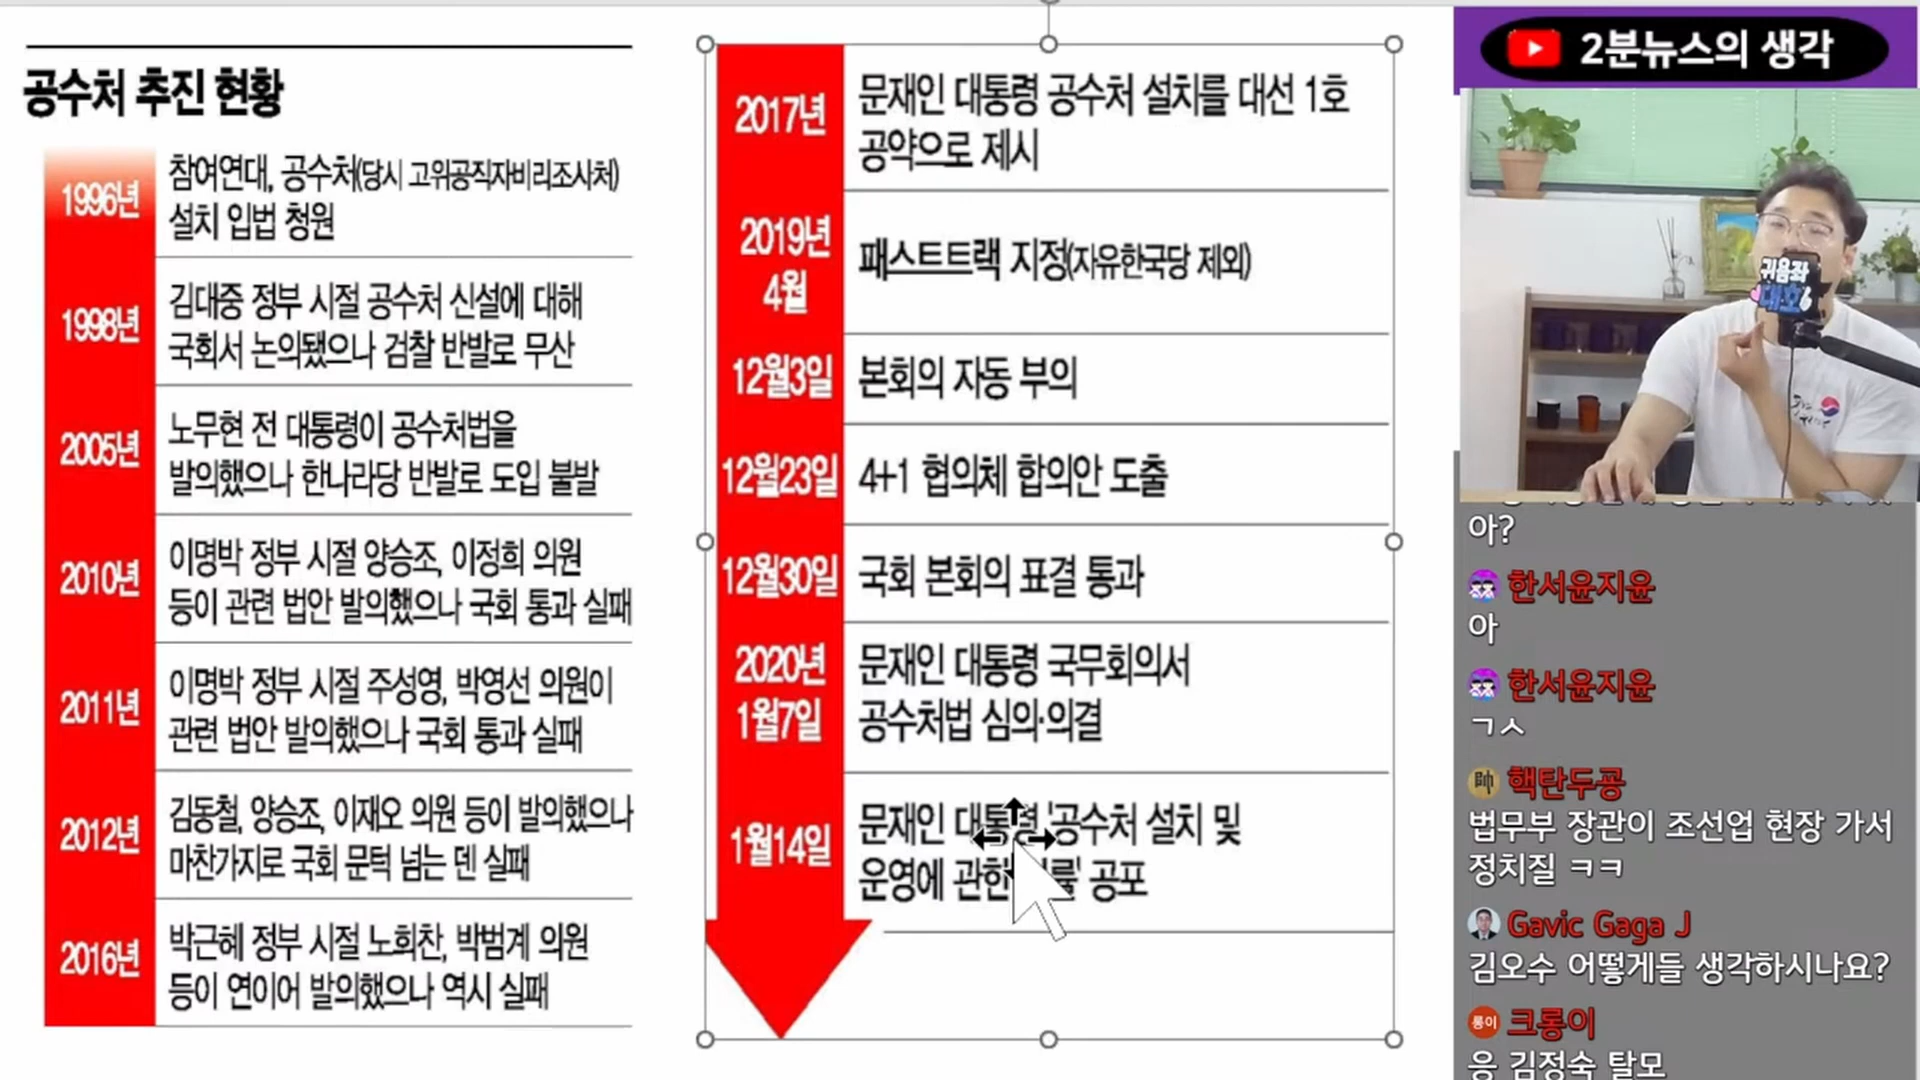 공수처 추진 현황
1996년
참여연대, 공수처(당시 고위공직자비리조사처)
설치 입법 청원
1998년
김대중 정부 시절 공수처 신설에 대해
국회서 논의됐으나 검찰 반발로 무산
2005년
노무현 전 대통령이 공수처법을
발의했으나 한나라당 반발로 도입 불발
2010년
이명박 정부 시절 양승조, 이정희 의원
등이 관련 법안 발의했으나 국회 통과 실패
2011년
이명박 정부 시절 주성영, 박영선 의원이
관련 법안 발의했으나 국회 통과 실패
2012년
김동철, 양승조, 이재오 의원 등이 발의했으나
마찬가지로 국회 문턱 넘는 덴 실패
2016년
박근혜 정부 시절 노회찬, 박범계 의원
등이 연이어 발의했으나 역시 실패
2017년
문재인 대통령 공수처 설치를 대선 1호
공약으로 제시
2019년
4월
패스트트랙 지정(자유한국당 제외)
12월3일
본회의 자동 부의
12월23일
4+1 협의체 합의안 도출
12월30일
국회 본회의 표결 통과
2020년
1월7일
문재인 대통령 국무회의서
공수처법 심의·의결
1월14일
문재인 대통령 '공수처 설치 및
운영에 관한 공포
2분뉴스의 생각
귀욤좌
대호
아?
한서윤지윤
아
한서윤지윤
ㄱㅅ
帥 핵탄두공
법무부 장관이 조선업 현장 가서
정치질 ㅋㅋ
Gavic Gaga J
김오수 어떻게들 생각하시나요?
롱이 크롱이
응 김정숙 탈모